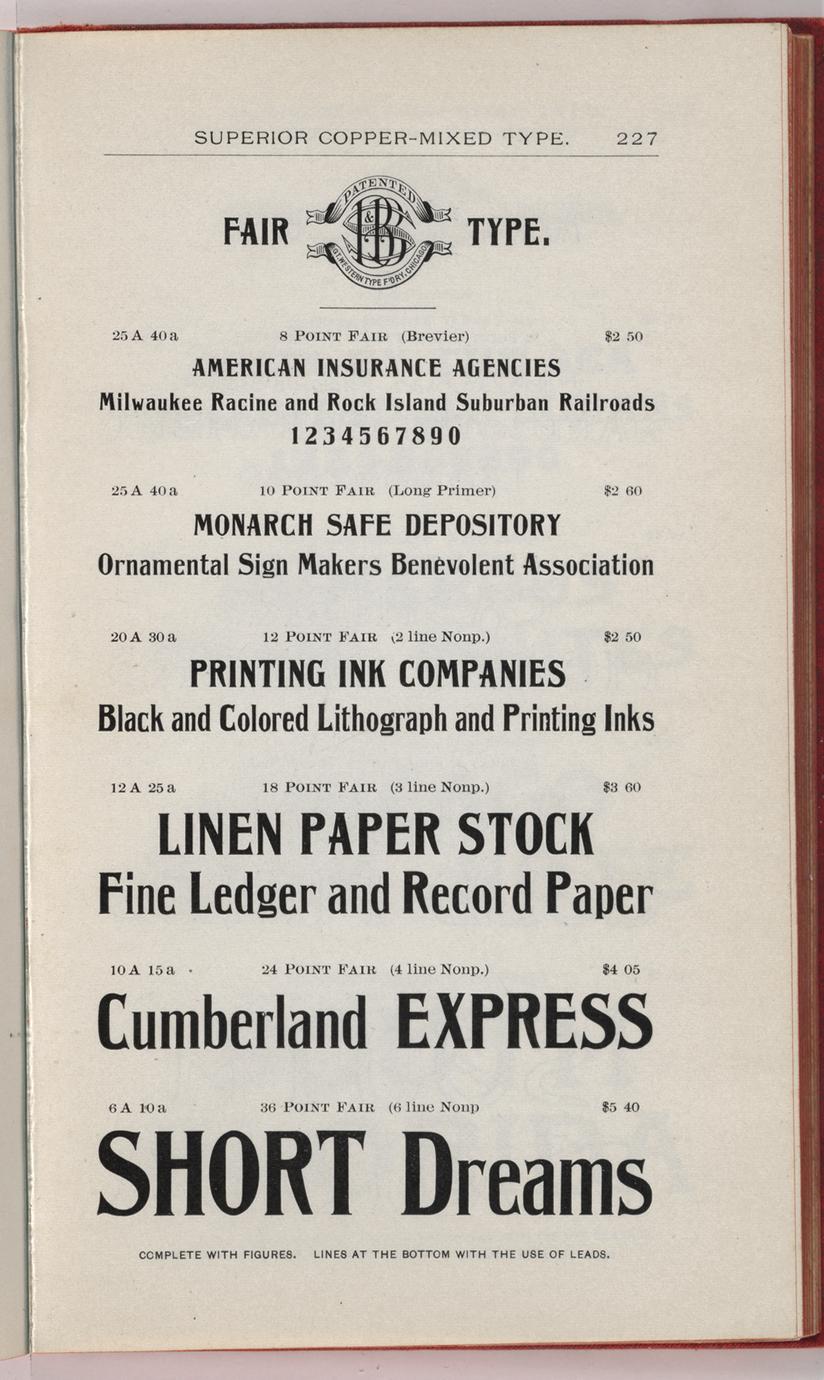 SUPERIOR COPPER-MIXED TYPE. 227
PATENTED
FAIR B&S TYPE.
GT. WESTERN TYPE F'DRY, CHICAGO
25 A 40 a 8 POINT FAIR (Brevier) $2 50
AMERICAN INSURANCE AGENCIES
Milwaukee Racine and Rock Island Suburban Railroads
1234567890
25 A 40 a 10 POINT FAIR (Long Primer) $2 60
MONARCH SAFE DEPOSITORY
Ornamental Sign Makers Benevolent Association
20 A 30 a 12 POINT FAIR (2 line Nonp.) $2 50
PRINTING INK COMPANIES
Black and Colored Lithograph and Printing Inks
12 A 25 a 18 POINT FAIR (3 line Nonp.) $3 60
LINEN PAPER STOCK
Fine Ledger and Record Paper
10 A 15 a 24 POINT FAIR (4 line Nonp.) $4 05
Cumberland EXPRESS
6 A 10 a 36 POINT FAIR (6 line Nonp $5 40
SHORT Dreams
COMPLETE WITH FIGURES. LINES AT THE BOTTOM WITH THE USE OF LEADS.